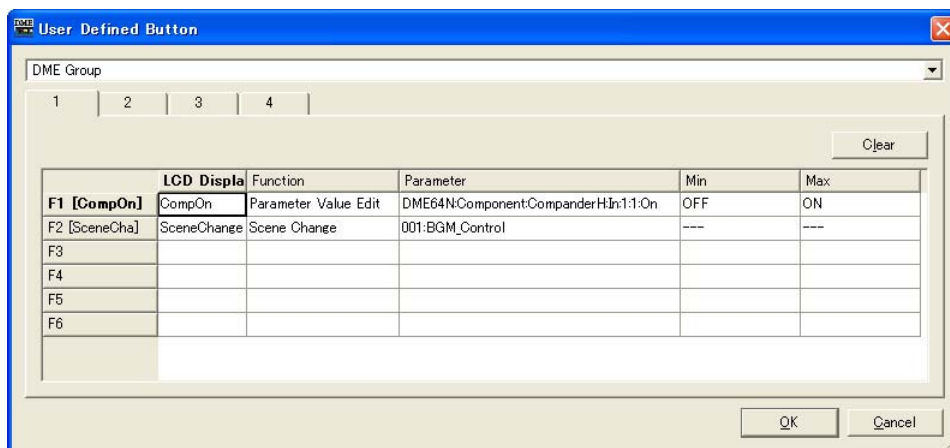 DME User Defined Button
DME Group
1 2 3 4
Clear
LCD Displa Function Parameter Min Max
F1 [CompOn] CompOn Parameter Value Edit DME64N:Component:CompanderH:In:1:1:On OFF ON
F2 [SceneCha] SceneChange Scene Change 001:BGM_Control --- ---
F3
F4
F5
F6
OK Cancel